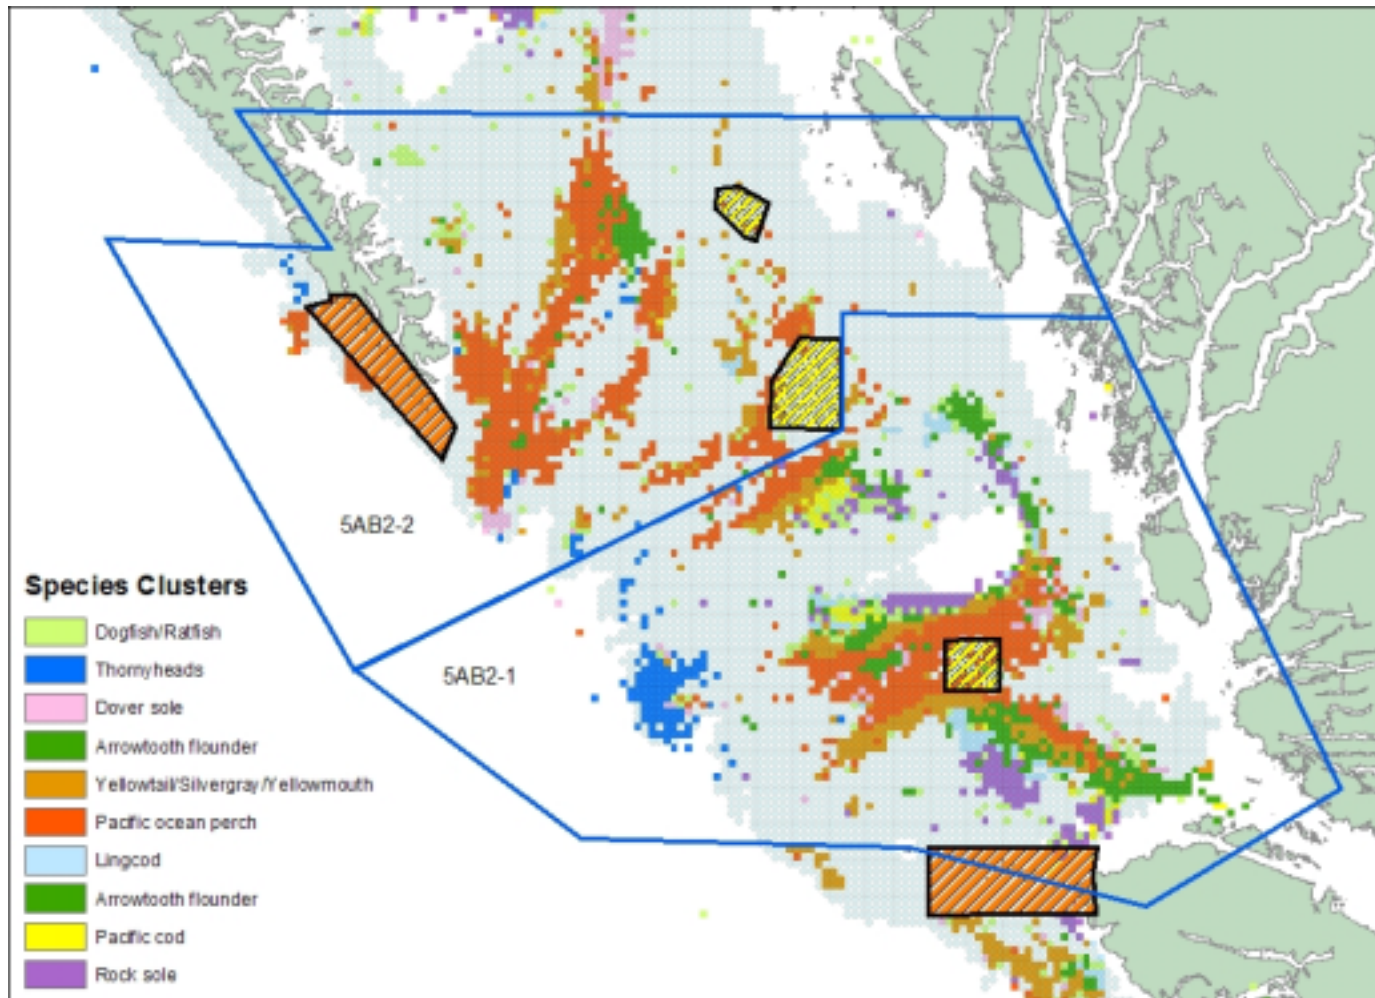 5AB2-2
5AB2-1
Species Clusters
Dogfish/Ratfish
Thornyheads
Dover sole
Arrowtooth flounder
Yellowtail/Silvergray/Yellowmouth
Pacific ocean perch
Lingcod
Arrowtooth flounder
Pacific cod
Rock sole